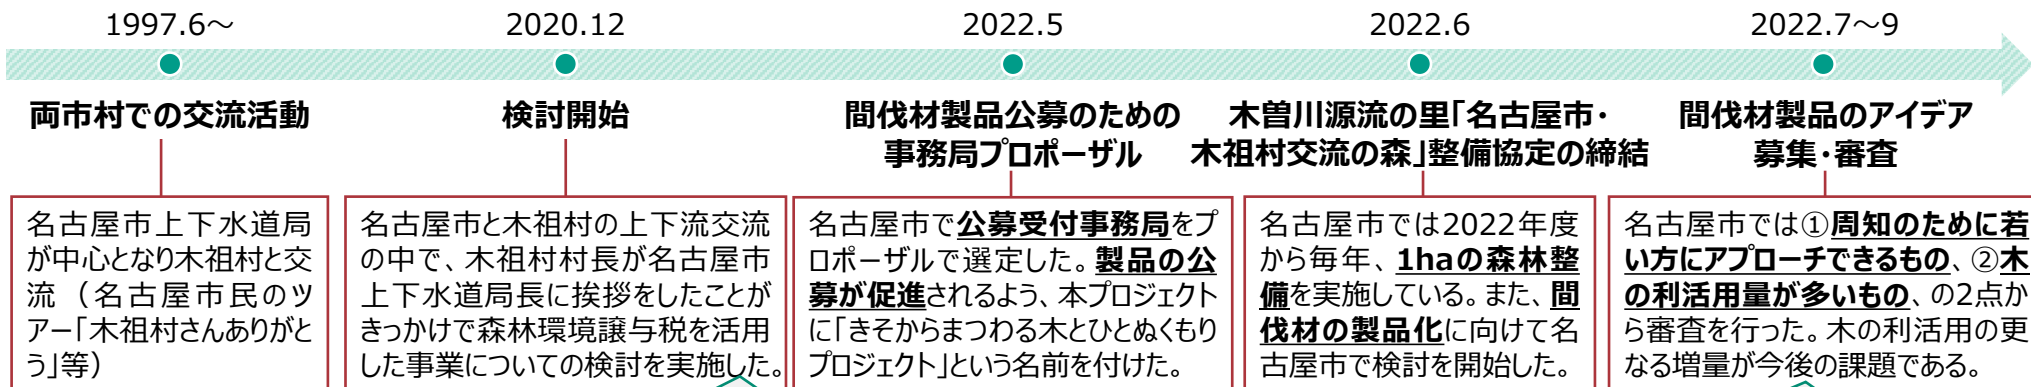 1997.6～
2020.12
2022.5
2022.6
2022.7～9
両市村での交流活動
検討開始
間伐材製品公募のための
事務局プロポーザル
木曽川源流の里「名古屋市・
木祖村交流の森」整備協定の締結
間伐材製品のアイデア
募集・審査
名古屋市上下水道局
が中心となり木祖村と交
流（名古屋市民のツ
アー「木祖村さんありがと
う」等）
名古屋市と木祖村の上下流交流
の中で、木祖村村長が名古屋市
上下水道局長に挨拶をしたことが
きっかけで森林環境譲与税を活用
した事業についての検討を実施した。
名古屋市で公募受付事務局をプ
ロポーザルで選定した。製品の公
募が促進されるよう、本プロジェクト
に「きそからまつわる木とひとぬくもり
プロジェクト」という名前を付けた。
名古屋市では2022年度
から毎年、1haの森林整
備を実施している。また、間
伐材の製品化に向けて名
古屋市で検討を開始した。
名古屋市では①周知のために若
い方にアプローチできるもの、②木
の利活用量が多いもの、の2点か
ら審査を行った。木の利活用の更
なる増量が今後の課題である。